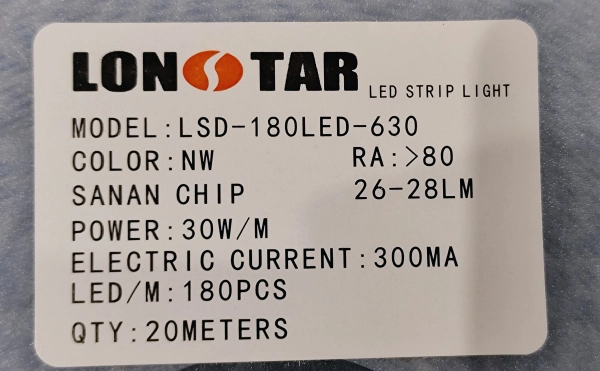 LONSTAR LED STRIP LIGHT
MODEL:LSD-180LED-630
COLOR:NW RA:>80
SANAN CHIP 26-28LM
POWER:30W/M
ELECTRIC CURRENT:300MA
LED/M:180PCS
QTY:20METERS